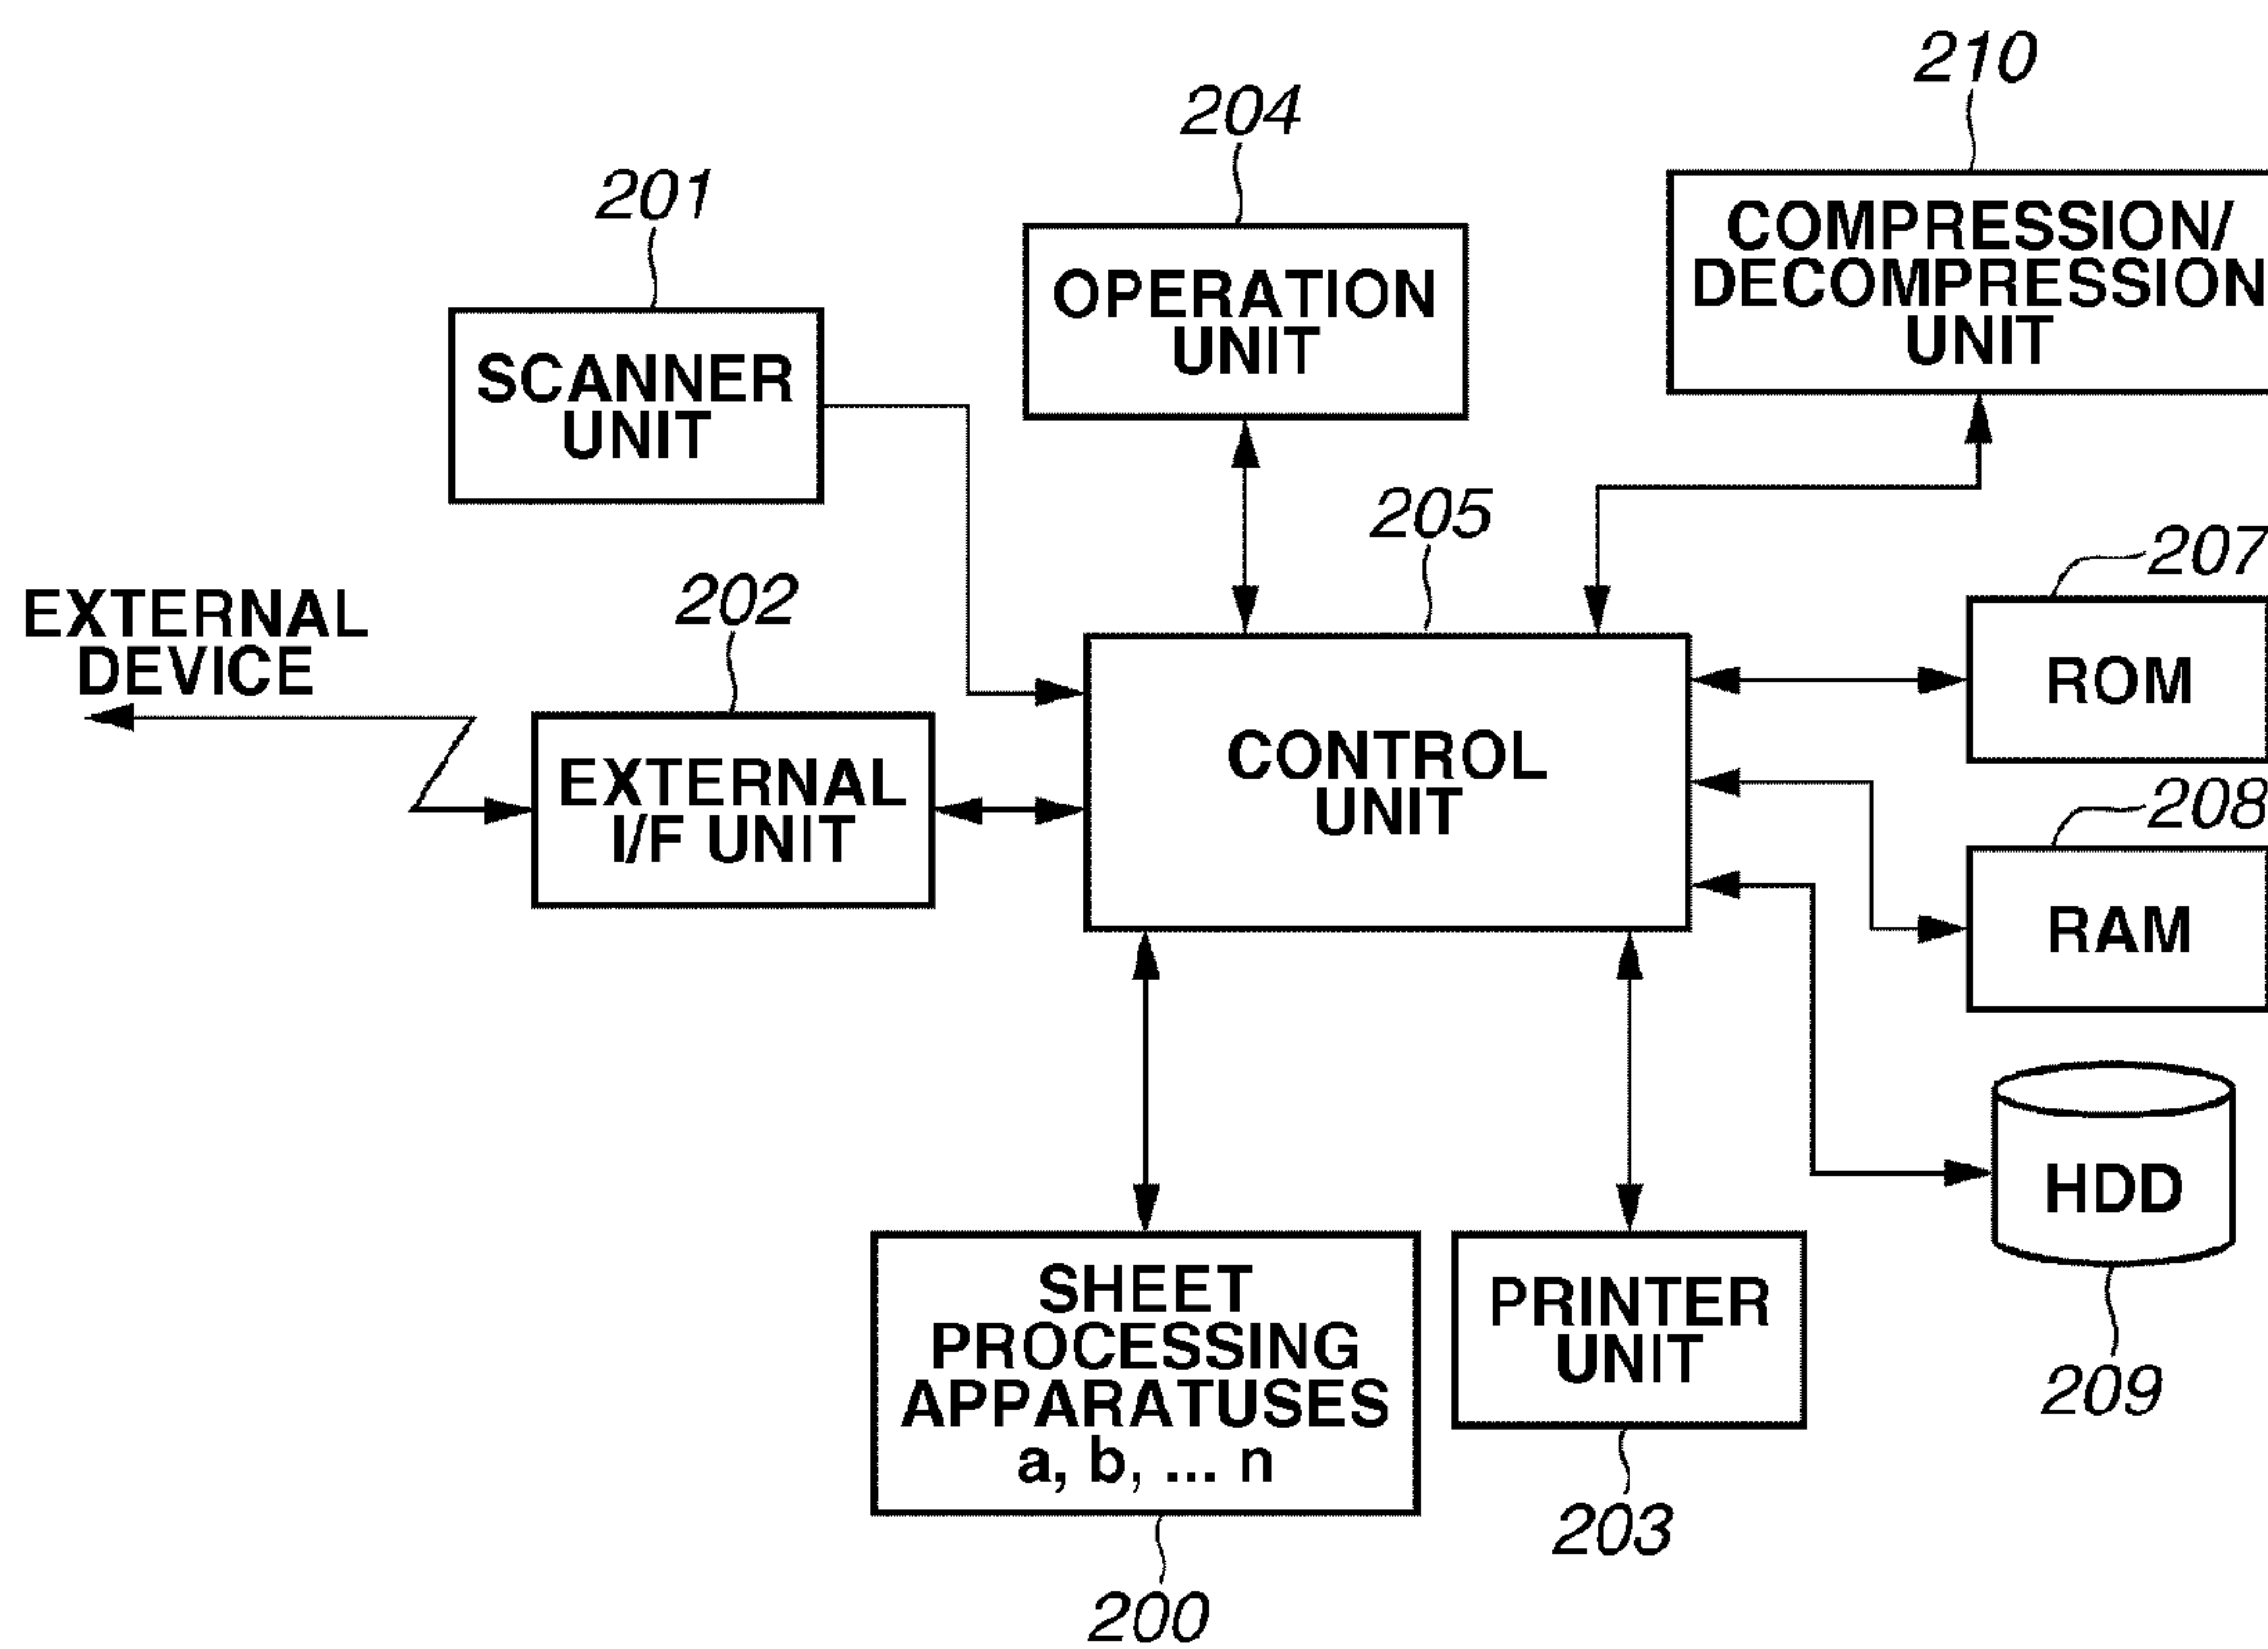 210
204
201
COMPRESSION/
DECOMPRESSION
UNIT
OPERATION
UNIT
SCANNER
UNIT
205
207
202
EXTERNAL
DEVICE
ROM
CONTROL
UNIT
EXTERNAL
I/F UNIT
208
RAM
HDD
SHEET
PROCESSING
APPARATUSES
a, b, ... n
PRINTER
UNIT
209
203
200